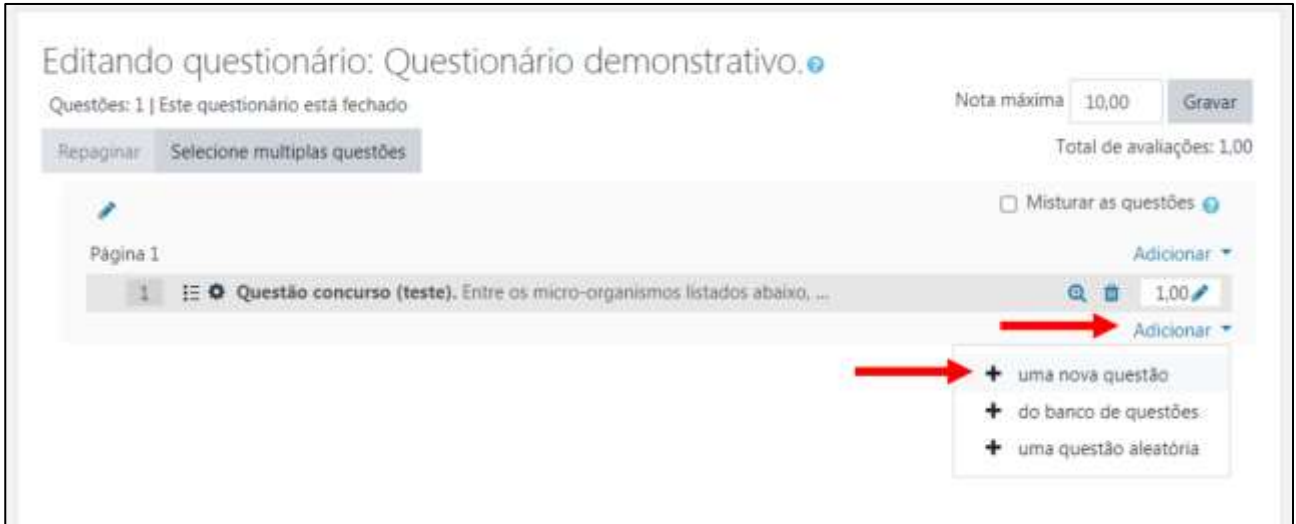 Editando questionário: Questionário demonstrativo.
Questões: 1 | Este questionário está fechado
Nota máxima 10,00 Gravar
Repaginar Selecione multiplas questões
Total de avaliações: 1,00
Misturar as questões
Página 1
Adicionar
1 Questão concurso (teste). Entre os micro-organismos listados abaixo, ...
1,00
Adicionar
+ uma nova questão
+ do banco de questões
+ uma questão aleatória